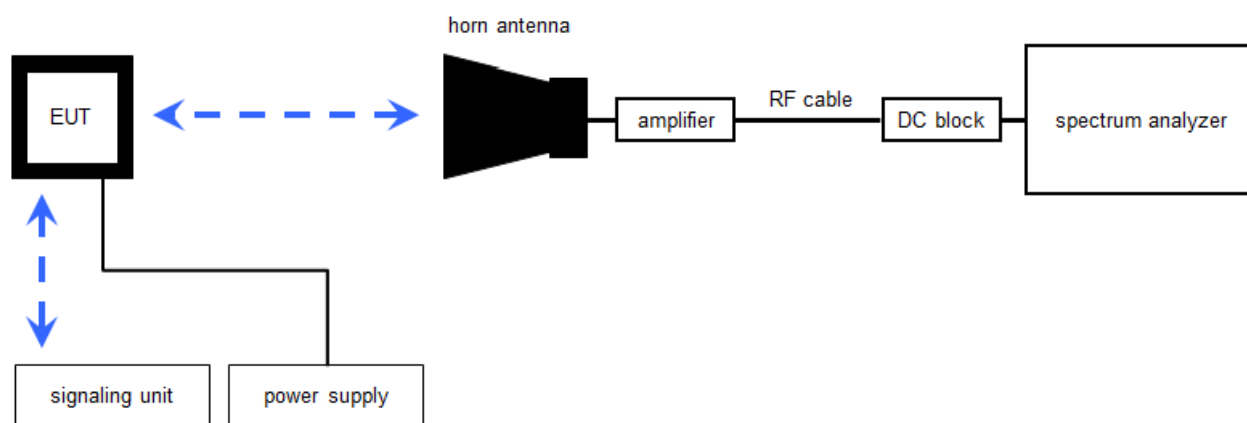 horn antenna
EUT
amplifier
RF cable
DC block
spectrum analyzer
signaling unit
power supply